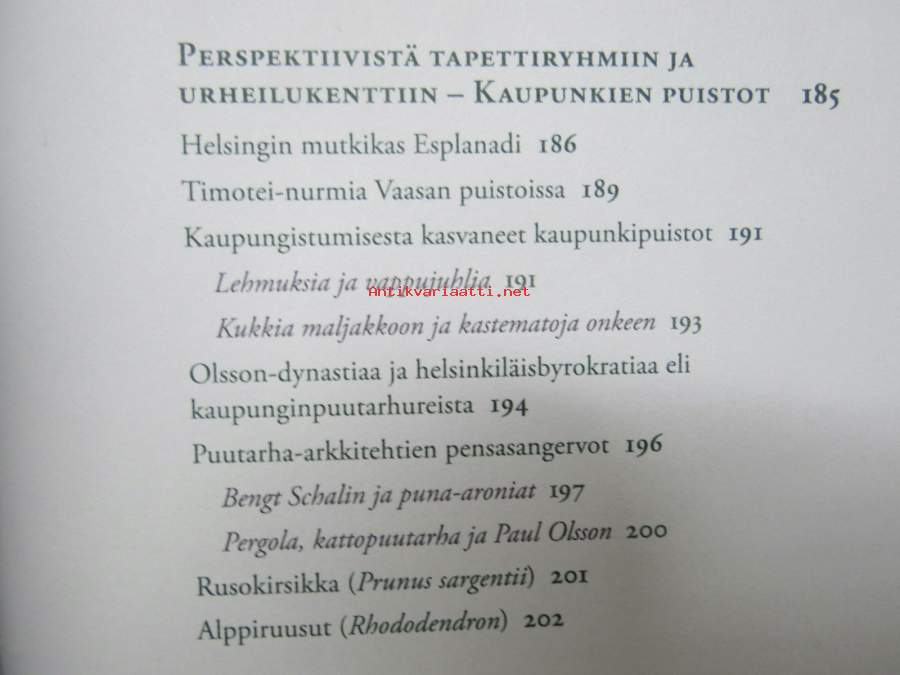 PERSPEKTIIVISTÄ TAPETTIRYHMIIN JA
URHEILUKENTTIIN – KAUPUNKIEN PUISTOT 185
Helsingin mutkikas Esplanadi 186
Timotei-nurmia Vaasan puistoissa 189
Kaupungistumisesta kasvaneet kaupunkipuistot 191
Lehmuksia ja vappujuhlia 191
Antikvariaatti.net
Kukkia maljakkoon ja kastematoja onkeen 193
Olsson-dynastiaa ja helsinkiläisbyrokratiaa eli
kaupunginpuutarhureista 194
Puutarha-arkkitehtien pensasangervot 196
Bengt Schalin ja puna-aroniat 197
Pergola, kattopuutarha ja Paul Olsson 200
Rusokirsikka (Prunus sargentii) 201
Alppiruusut (Rhododendron) 202